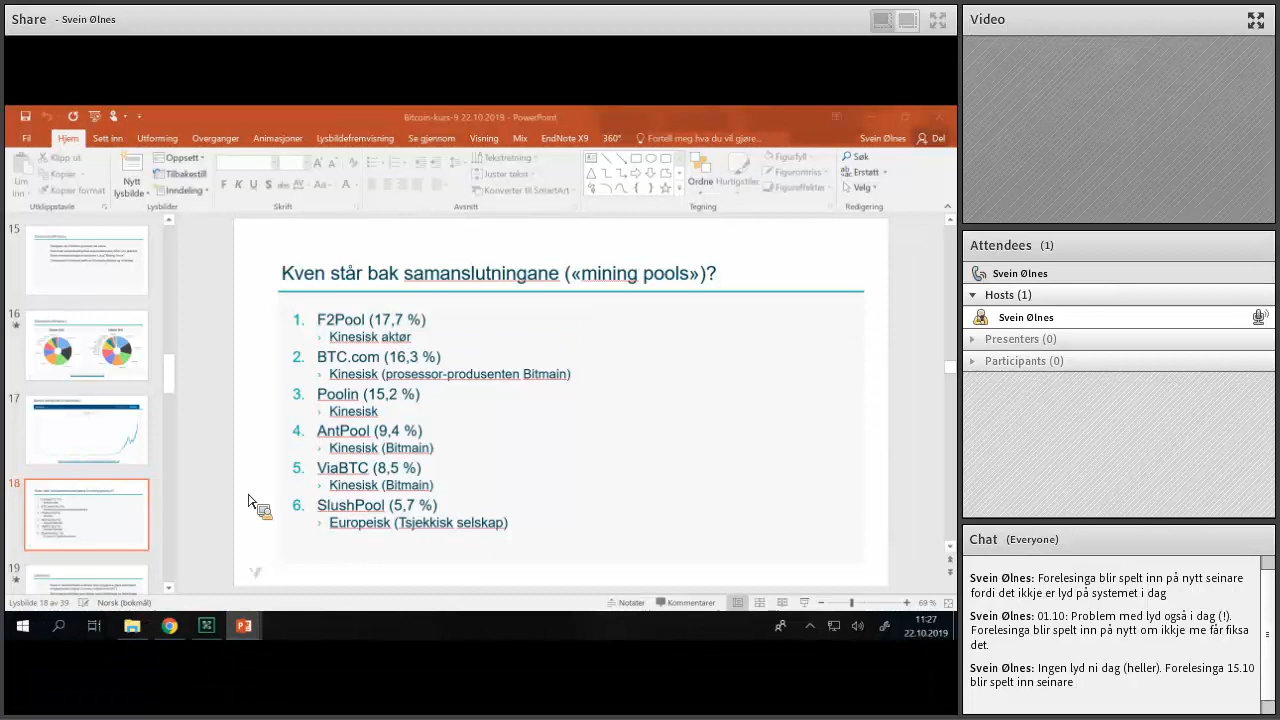 Share - Svein Ølnes
Video
Bitcoin-kurs-9 22.10.2019 - PowerPoint
Fil Hjem Sett inn Utforming Overganger Animasjoner Lysbildefremvisning Se gjennom Visning Mix EndNote X9 360° Fortell meg hva du vil gjøre... Svein Ølnes Del
Lim inn
Klipp ut
Kopier
Kopier format
Utklippstavle
Nytt lysbilde
Oppsett
Tilbakestill
Inndeling
Lysbilder
F K U S abc AV Aa A
Skrift
Tekstretning
Juster tekst
Konverter til SmartArt
Avsnitt
Ordne
Hurtigstiler
Figurfyll
Figuromriss
Figureffekter
Tegning
Søk
Erstatt
Velg
Redigering
15
16
17
18
19
Kven står bak samanslutningane («mining pools»)?
1. F2Pool (17,7 %)
› Kinesisk aktør
2. BTC.com (16,3 %)
› Kinesisk (prosessor-produsenten Bitmain)
3. Poolin (15,2 %)
› Kinesisk
4. AntPool (9,4 %)
› Kinesisk (Bitmain)
5. ViaBTC (8,5 %)
› Kinesisk (Bitmain)
6. SlushPool (5,7 %)
› Europeisk (Tsjekkisk selskap)
Lysbilde 18 av 39 Norsk (bokmål) Notater Kommentarer 69 %
11:27
22.10.2019
Attendees (1)
Svein Ølnes
Hosts (1)
Svein Ølnes
Presenters (0)
Participants (0)
Chat (Everyone)
Svein Ølnes: Forelesinga blir spelt inn på nytt seinare
fordi det ikkje er lyd på systemet i dag
Svein Ølnes: 01.10: Problem med lyd også i dag (!).
Forelesinga blir spelt inn på nytt om ikkje me får fiksa
det.
Svein Ølnes: Ingen lyd ni dag (heller). Forelesinga 15.10
blir spelt inn seinare